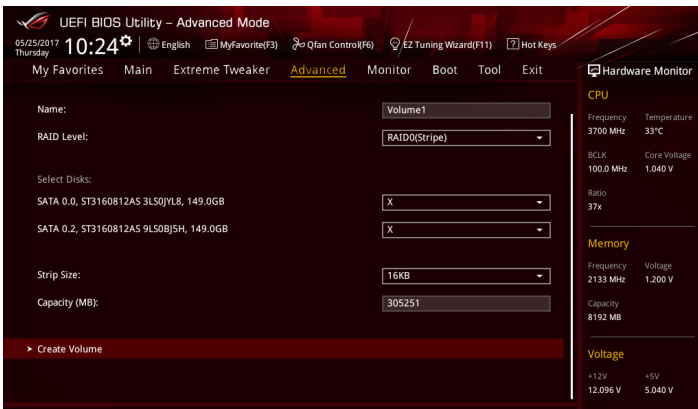 UEFI BIOS Utility – Advanced Mode
05/25/2017 Thursday 10:24 English MyFavorite(F3) Qfan Control(F6) EZ Tuning Wizard(F11) ? Hot Keys
My Favorites Main Extreme Tweaker Advanced Monitor Boot Tool Exit
Name: Volume1
RAID Level: RAID0(Stripe)
Select Disks:
SATA 0.0, ST3160812AS 3LS0JYL8, 149.0GB X
SATA 0.2, ST3160812AS 9LS0BJ5H, 149.0GB X
Strip Size: 16KB
Capacity (MB): 305251
> Create Volume
Hardware Monitor
CPU
Frequency Temperature
3700 MHz 33°C
BCLK Core Voltage
100.0 MHz 1.040 V
Ratio
37x
Memory
Frequency Voltage
2133 MHz 1.200 V
Capacity
8192 MB
Voltage
+12V +5V
12.096 V 5.040 V